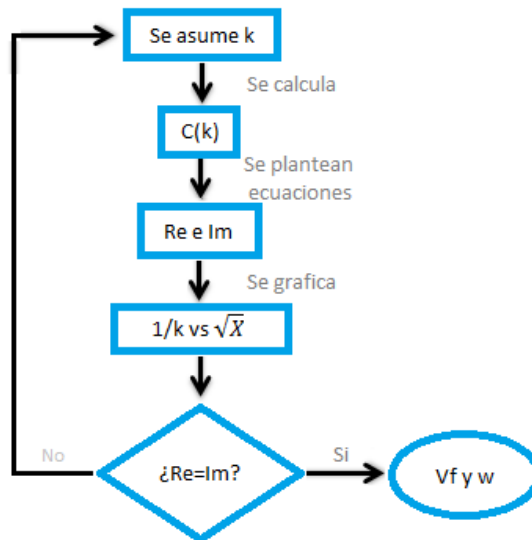 Se asume k
Se calcula
C(k)
Se plantean
ecuaciones
Re e Im
Se grafica
1/k vs √X
¿Re=Im?
No
Si
Vf y w